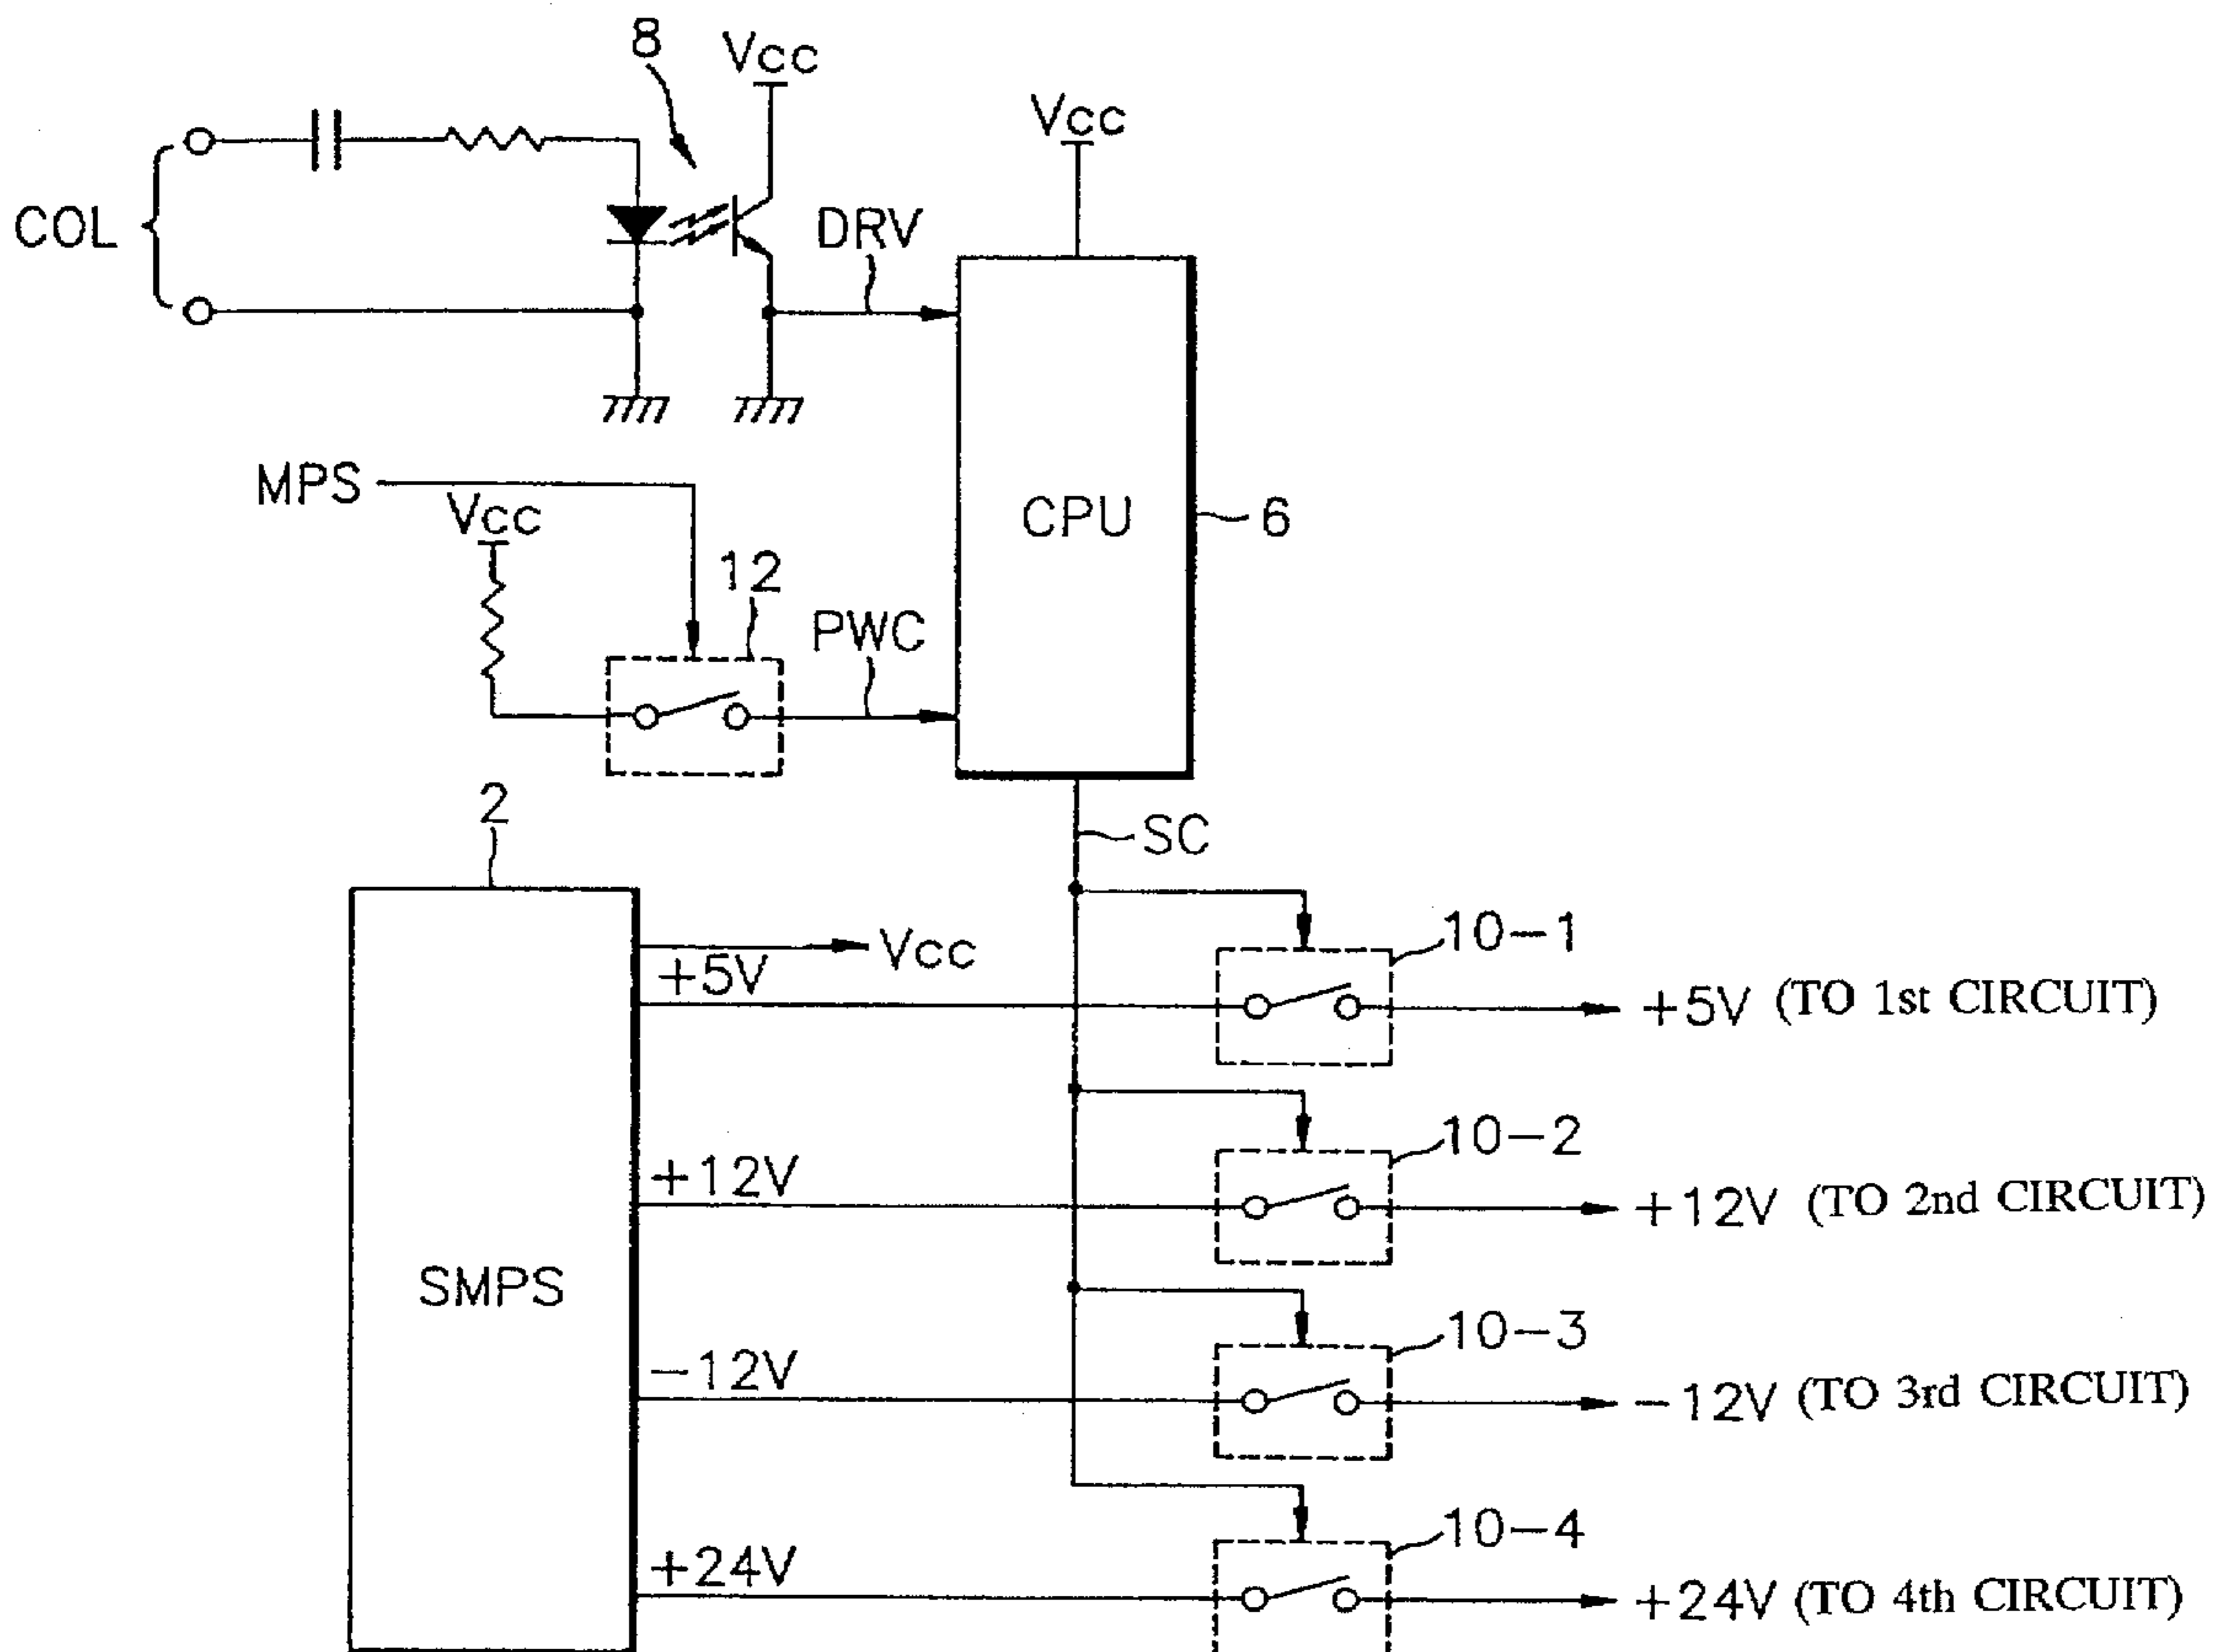 8
Vcc
Vcc
COL
DRV
MPS
Vcc
CPU
6
12
PWC
2
SC
10-1
Vcc
+5V
+5V (TO 1st CIRCUIT)
10-2
+12V
+12V (TO 2nd CIRCUIT)
SMPS
10-3
-12V
-12V (TO 3rd CIRCUIT)
10-4
+24V
+24V (TO 4th CIRCUIT)